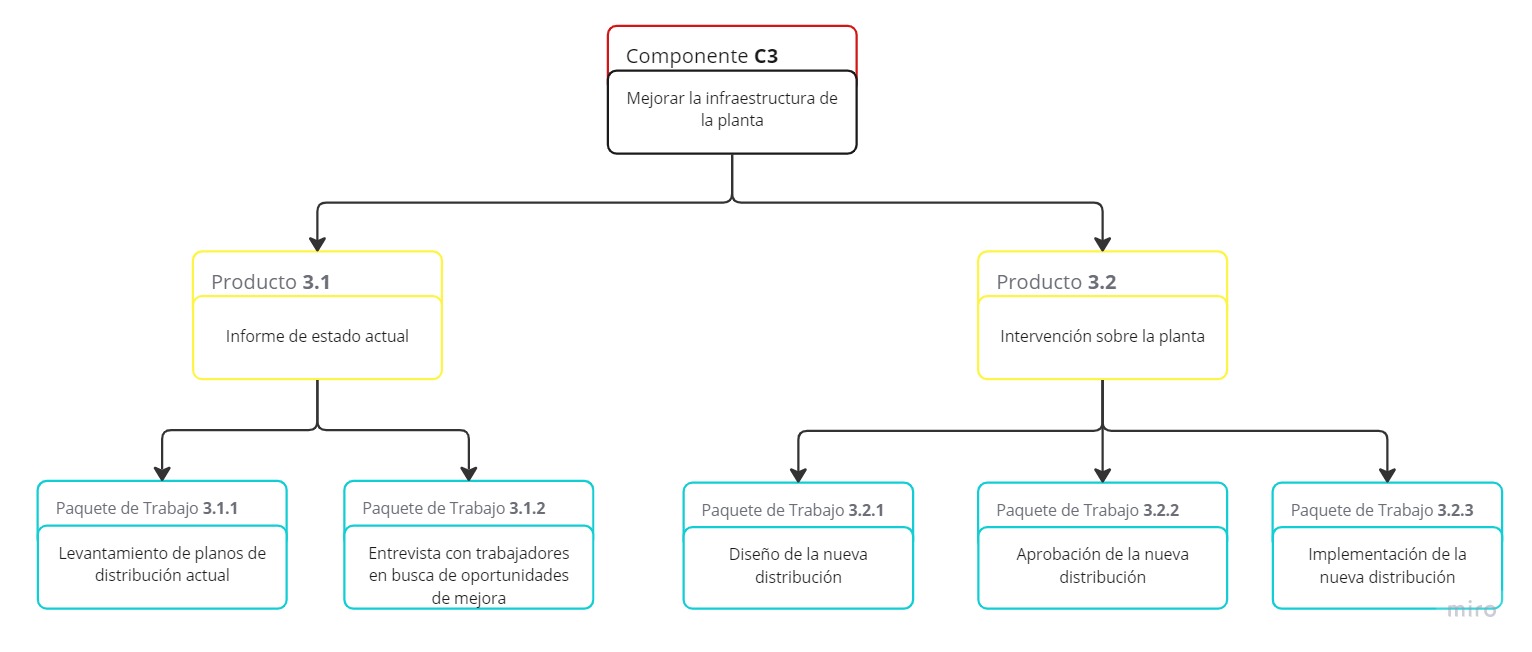 Componente C3
Mejorar la infraestructura de
la planta
Producto 3.1
Informe de estado actual
Producto 3.2
Intervención sobre la planta
Paquete de Trabajo 3.1.1
Levantamiento de planos de
distribución actual
Paquete de Trabajo 3.1.2
Entrevista con trabajadores
en busca de oportunidades
de mejora
Paquete de Trabajo 3.2.1
Diseño de la nueva
distribución
Paquete de Trabajo 3.2.2
Aprobación de la nueva
distribución
Paquete de Trabajo 3.2.3
Implementación de la
nueva distribución
miro